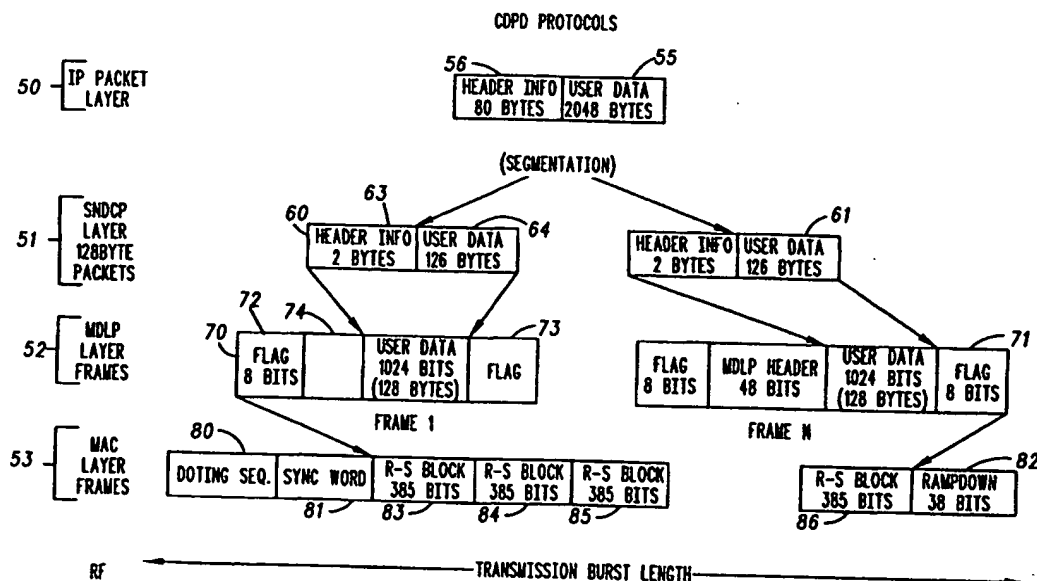 CDPD PROTOCOLS
56
55
50
IP PACKET
LAYER
HEADER INFO
80 BYTES
USER DATA
2048 BYTES
(SEGMENTATION)
63
60
64
61
51
SNDCP
LAYER
128BYTE
PACKETS
HEADER INFO
2 BYTES
USER DATA
126 BYTES
HEADER INFO
2 BYTES
USER DATA
126 BYTES
72
74
70
73
71
52
MDLP
LAYER
FRAMES
FLAG
8 BITS
USER DATA
1024 BITS
(128 BYTES)
FLAG
FLAG
8 BITS
MDLP HEADER
48 BITS
USER DATA
1024 BITS
(128 BYTES)
FLAG
8 BITS
FRAME 1
FRAME N
80
82
53
MAC
LAYER
FRAMES
DOTING SEQ.
SYNC WORD
R-S BLOCK
385 BITS
R-S BLOCK
385 BITS
R-S BLOCK
385 BITS
R-S BLOCK
385 BITS
RAMPDOWN
38 BITS
81
83
84
85
86
RF
TRANSMISSION BURST LENGTH